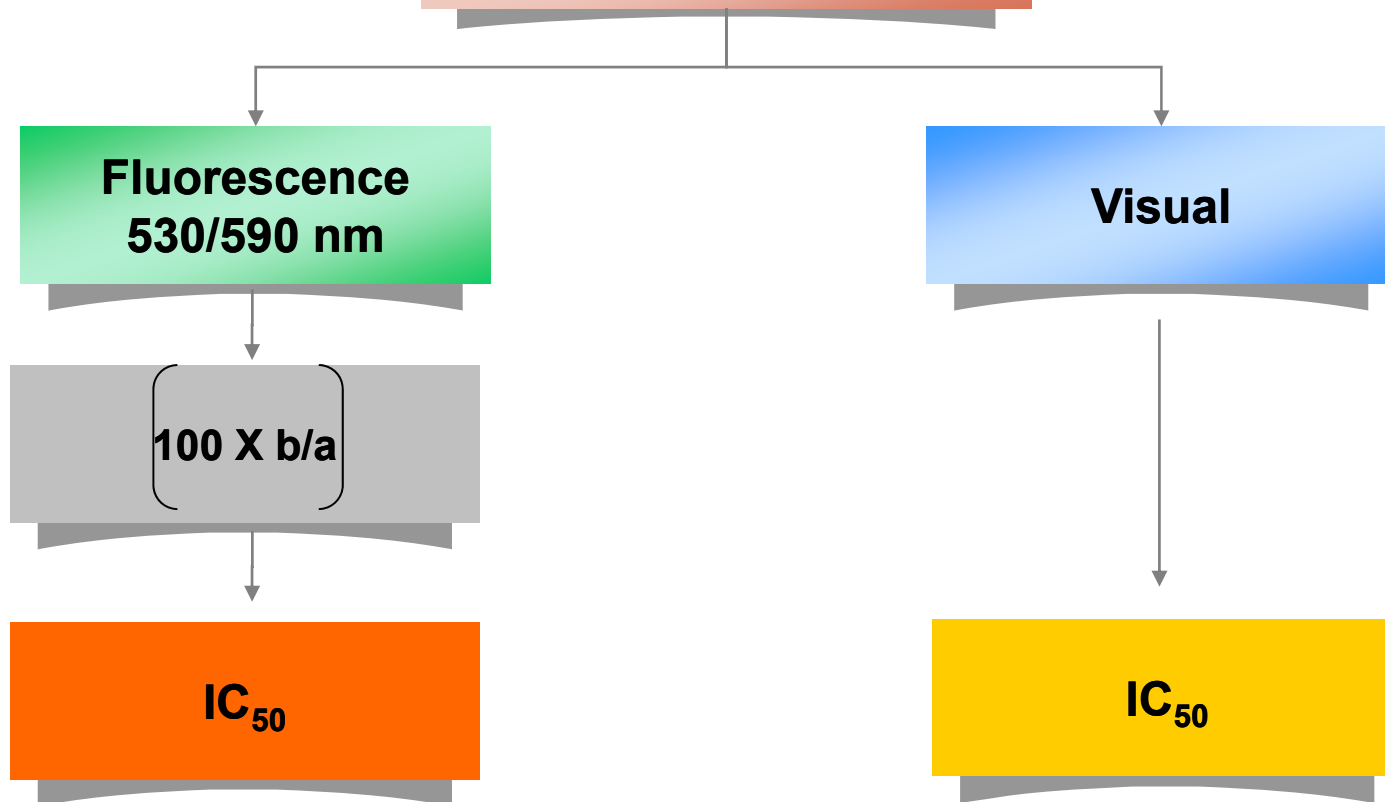 Fluorescence
530/590 nm
Visual
100 X b/a
IC₅₀
IC₅₀